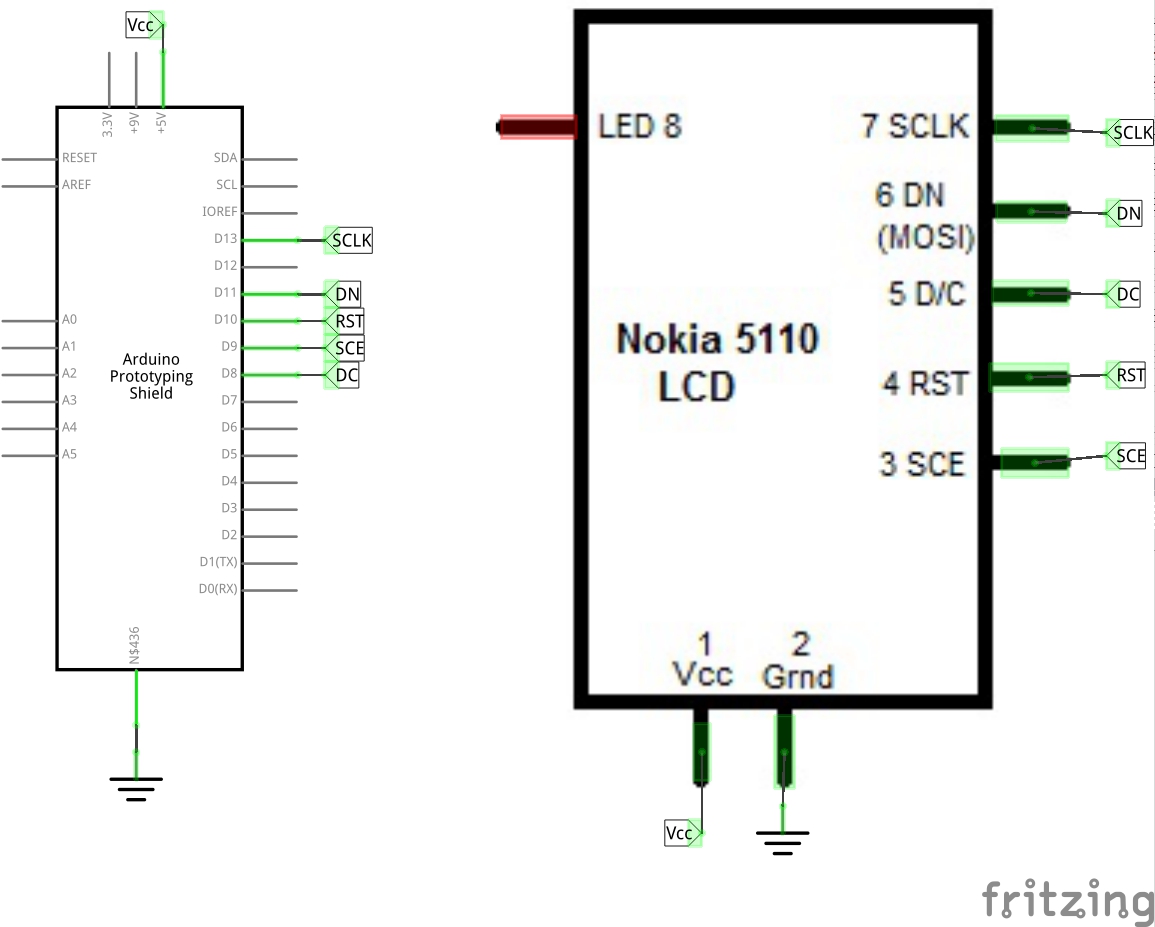 Vcc
3.3V
+9V
+5V
RESET
AREF
A0
A1
A2
A3
A4
A5
Arduino
Prototyping
Shield
SDA
SCL
IOREF
D13
D12
D11
D10
D9
D8
D7
D6
D5
D4
D3
D2
D1(TX)
D0(RX)
SCLK
DN
RST
SCE
DC
N$436
LED 8
7 SCLK
6 DN
(MOSI)
5 D/C
4 RST
3 SCE
Nokia 5110
LCD
1
Vcc
2
Grnd
SCLK
DN
DC
RST
SCE
Vcc
fritzing